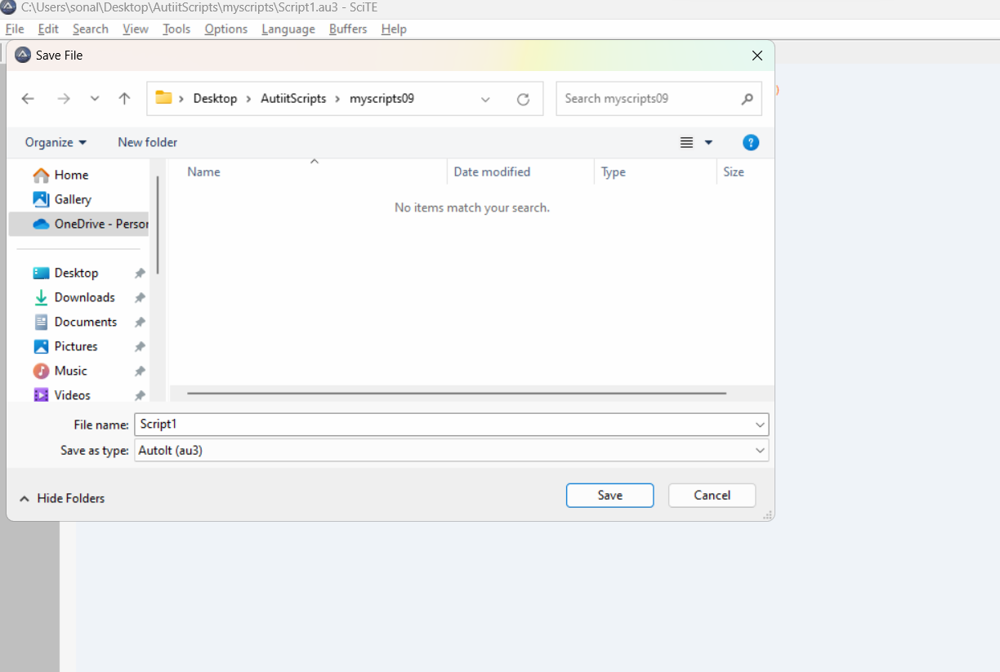 C:\Users\sonal\Desktop\AutiitScripts\myscripts\Script1.au3 - SciTE
File Edit Search View Tools Options Language Buffers Help
Save File
Desktop > AutiitScripts > myscripts09
Search myscripts09
Organize New folder
Home
Gallery
OneDrive - Person
Desktop
Downloads
Documents
Pictures
Music
Videos
Name Date modified Type Size
No items match your search.
File name: Script1
Save as type: AutoIt (au3)
Hide Folders
Save Cancel
)